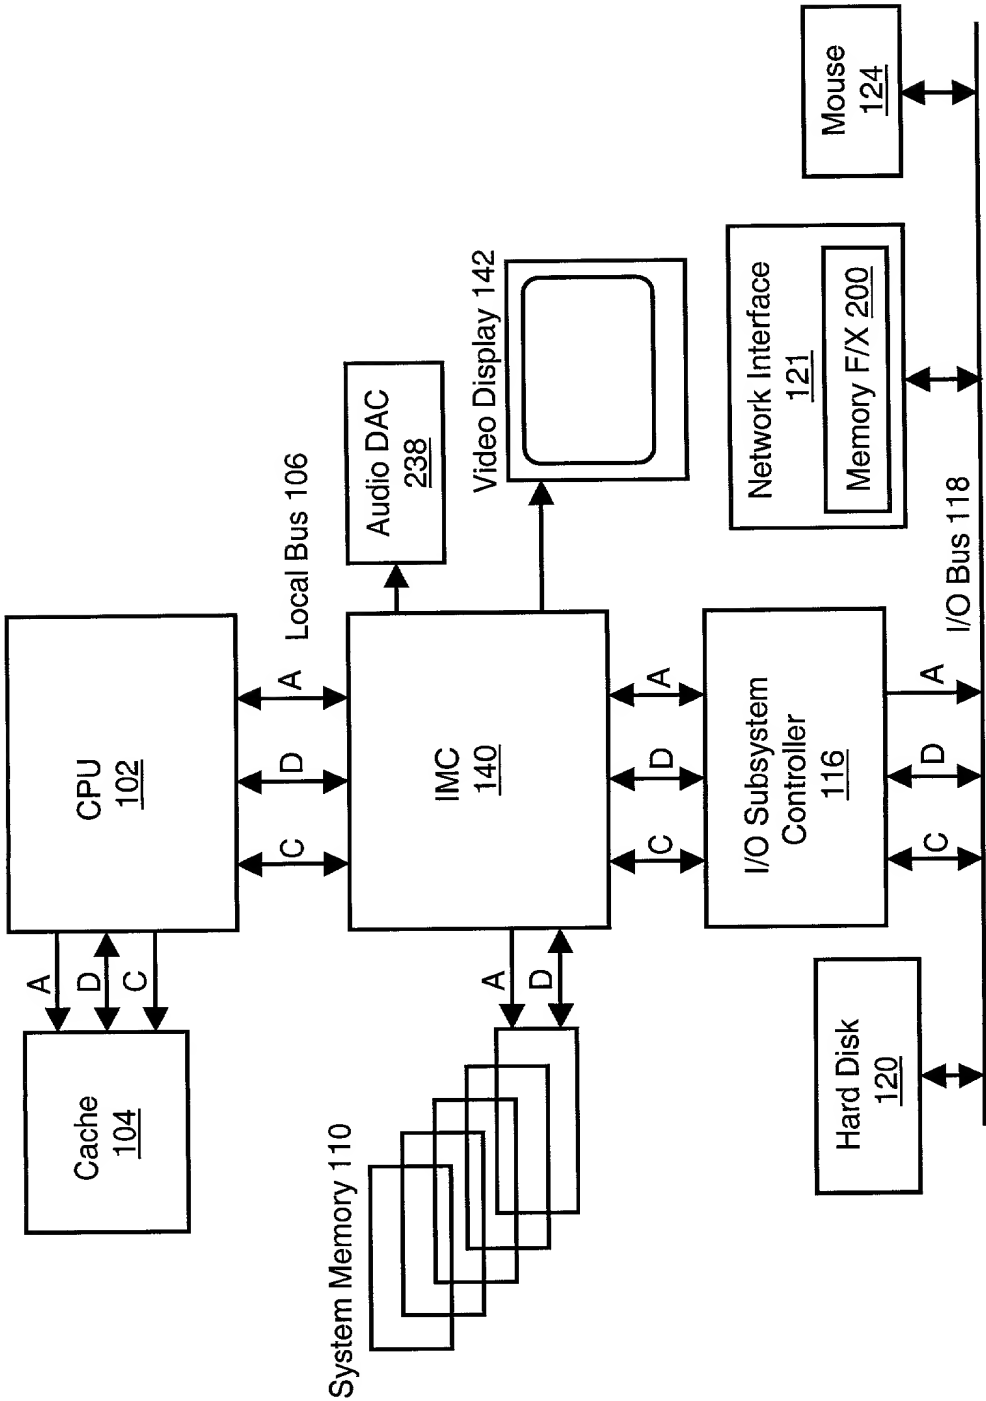 CPU
102
A
D
C
Cache
104
C
D
A
Local Bus 106
IMC
140
Audio DAC
238
Video Display 142
System Memory 110
A
D
C
D
A
I/O Subsystem
Controller
116
Network Interface
121
Memory F/X 200
Mouse
124
Hard Disk
120
C
D
A
I/O Bus 118